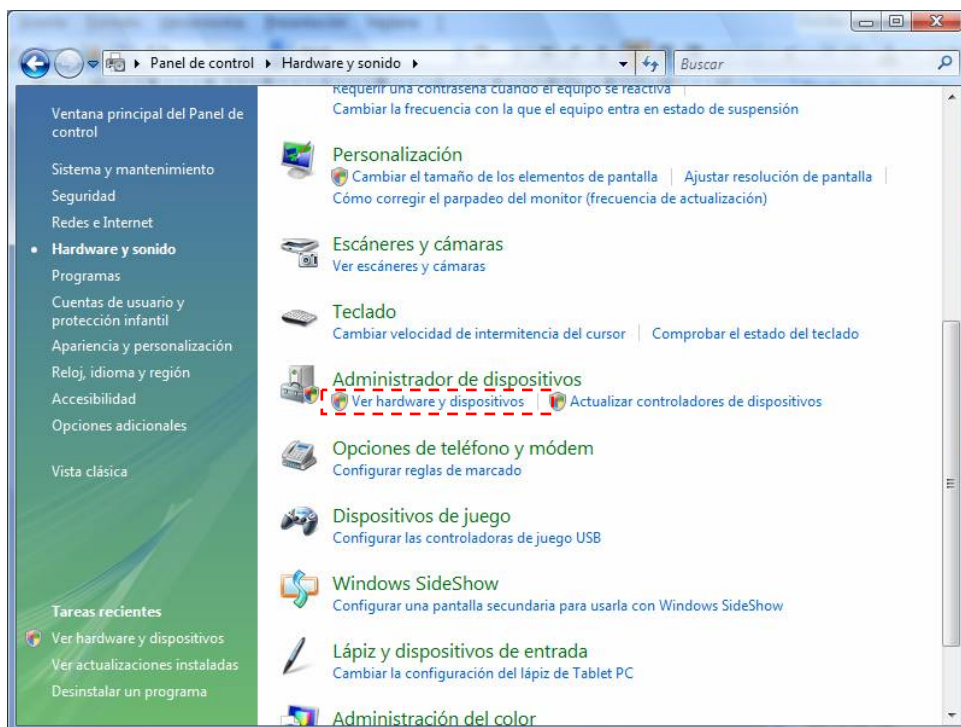 Panel de control Hardware y sonido Buscar
Ventana principal del Panel de
control
Sistema y mantenimiento
Seguridad
Redes e Internet
Hardware y sonido
Programas
Cuentas de usuario y
protección infantil
Apariencia y personalización
Reloj, idioma y región
Accesibilidad
Opciones adicionales
Vista clásica
Tareas recientes
Ver hardware y dispositivos
Ver actualizaciones instaladas
Desinstalar un programa
Requerir una contraseña cuando el equipo se reactiva
Cambiar la frecuencia con la que el equipo entra en estado de suspensión
Personalización
Cambiar el tamaño de los elementos de pantalla Ajustar resolución de pantalla
Cómo corregir el parpadeo del monitor (frecuencia de actualización)
Escáneres y cámaras
Ver escáneres y cámaras
Teclado
Cambiar velocidad de intermitencia del cursor Comprobar el estado del teclado
Administrador de dispositivos
Ver hardware y dispositivos Actualizar controladores de dispositivos
Opciones de teléfono y módem
Configurar reglas de marcado
Dispositivos de juego
Configurar las controladoras de juego USB
Windows SideShow
Configurar una pantalla secundaria para usarla con Windows SideShow
Lápiz y dispositivos de entrada
Cambiar la configuración del lápiz de Tablet PC
Administración del color